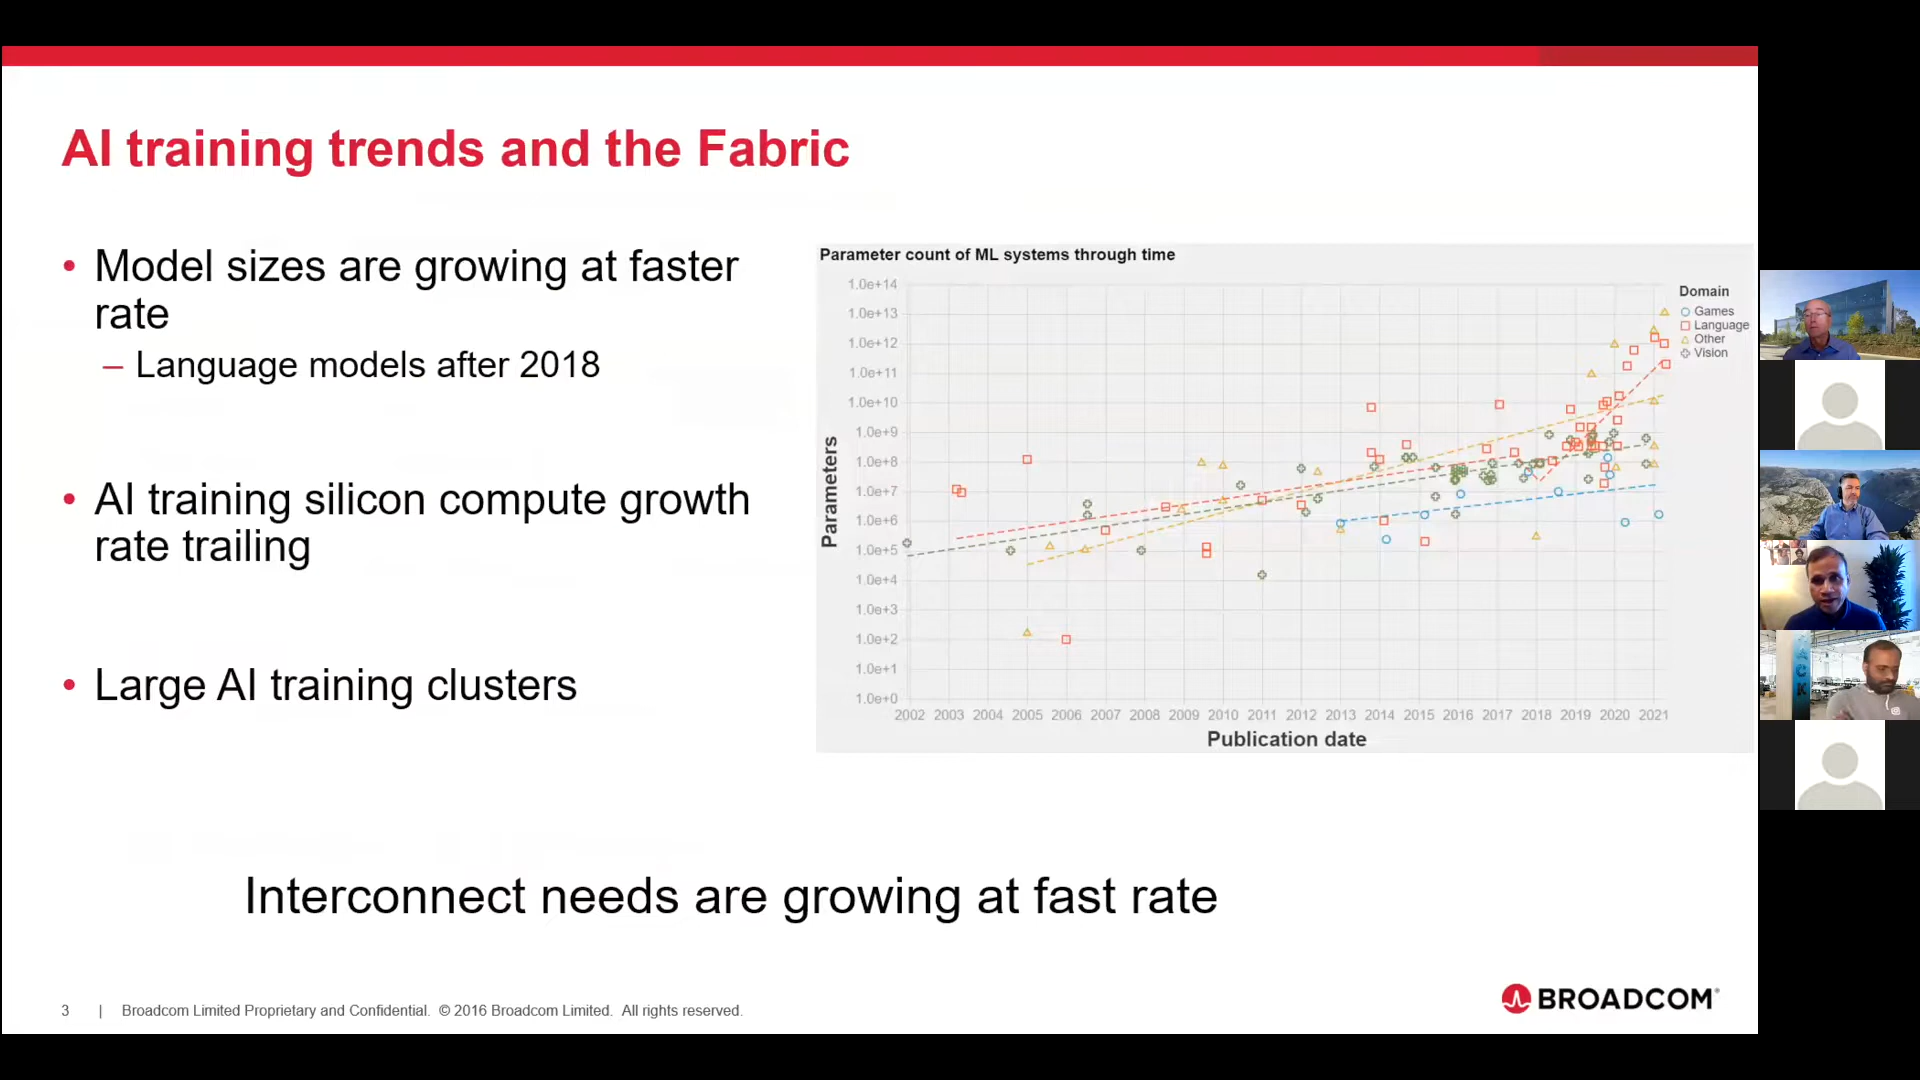 AI training trends and the Fabric
• Model sizes are growing at faster
rate
– Language models after 2018
• AI training silicon compute growth
rate trailing
• Large AI training clusters
Parameter count of ML systems through time
Parameters
1.0e+14
1.0e+13
1.0e+12
1.0e+11
1.0e+10
1.0e+9
1.0e+8
1.0e+7
1.0e+6
1.0e+5
1.0e+4
1.0e+3
1.0e+2
1.0e+1
1.0e+0
2002 2003 2004 2005 2006 2007 2008 2009 2010 2011 2012 2013 2014 2015 2016 2017 2018 2019 2020 2021
Publication date
Domain
Games
Language
Other
Vision
Interconnect needs are growing at fast rate
3 | Broadcom Limited Proprietary and Confidential. © 2016 Broadcom Limited. All rights reserved.
BROADCOM®
ACK